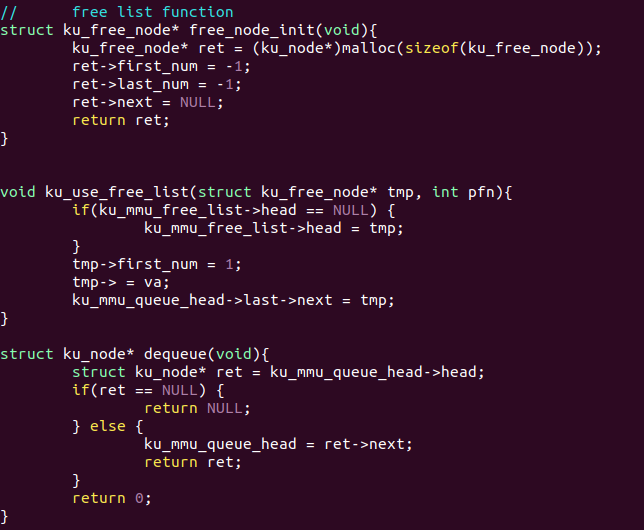 //      free list function
struct ku_free_node* free_node_init(void){
        ku_free_node* ret = (ku_node*)malloc(sizeof(ku_free_node));
        ret->first_num = -1;
        ret->last_num = -1;
        ret->next = NULL;
        return ret;
}
void ku_use_free_list(struct ku_free_node* tmp, int pfn){
        if(ku_mmu_free_list->head == NULL) {
                ku_mmu_free_list->head = tmp;
        }
        tmp->first_num = 1;
        tmp-> = va;
        ku_mmu_queue_head->last->next = tmp;
}
struct ku_node* dequeue(void){
        struct ku_node* ret = ku_mmu_queue_head->head;
        if(ret == NULL) {
                return NULL;
        } else {
                ku_mmu_queue_head = ret->next;
                return ret;
        }
        return 0;
}